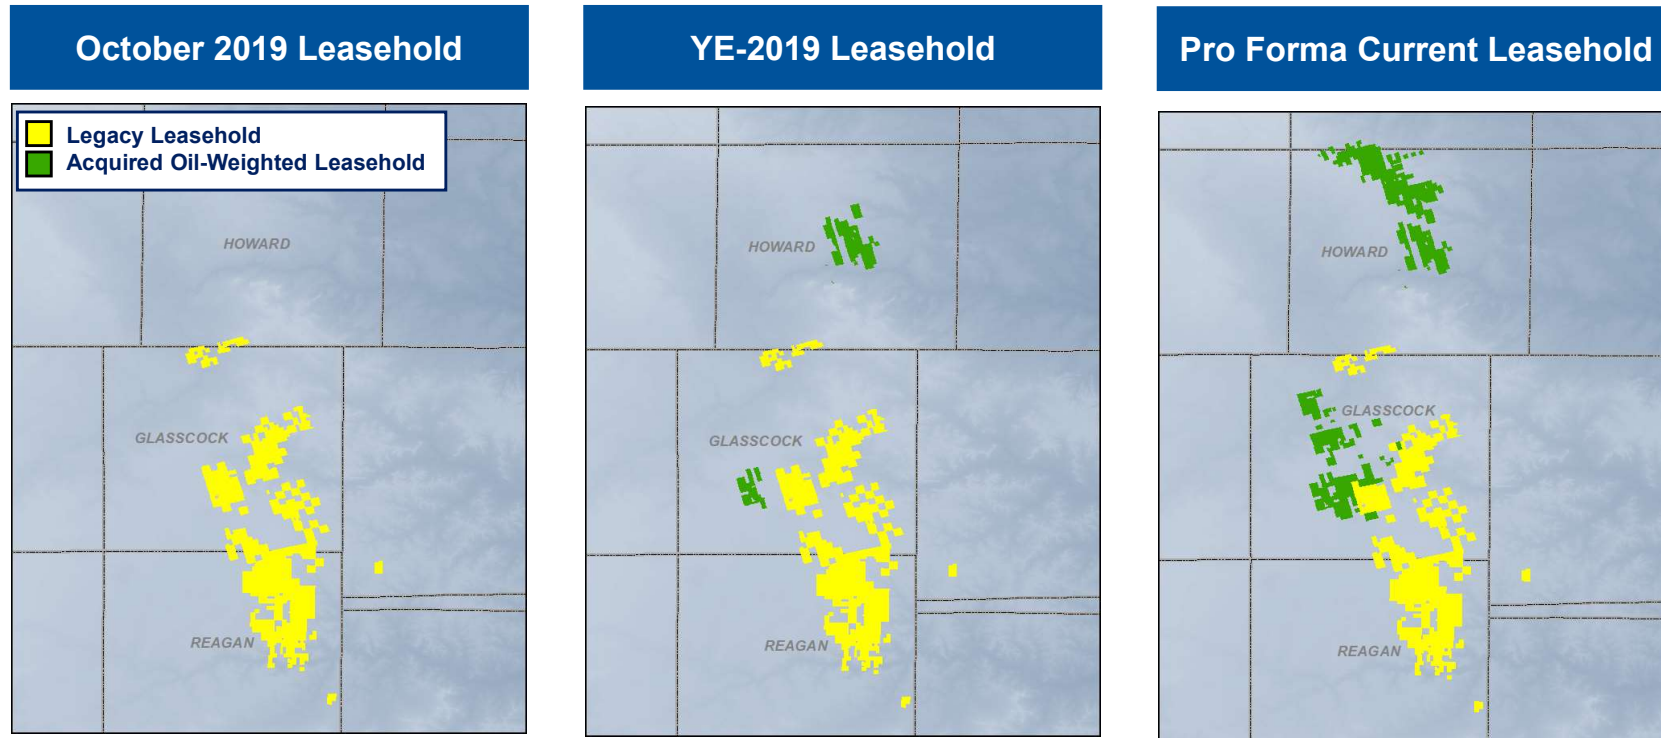 October 2019 Leasehold
YE-2019 Leasehold
Pro Forma Current Leasehold
Legacy Leasehold
Acquired Oil-Weighted Leasehold
HOWARD
GLASSCOCK
REAGAN
HOWARD
GLASSCOCK
REAGAN
HOWARD
GLASSCOCK
REAGAN